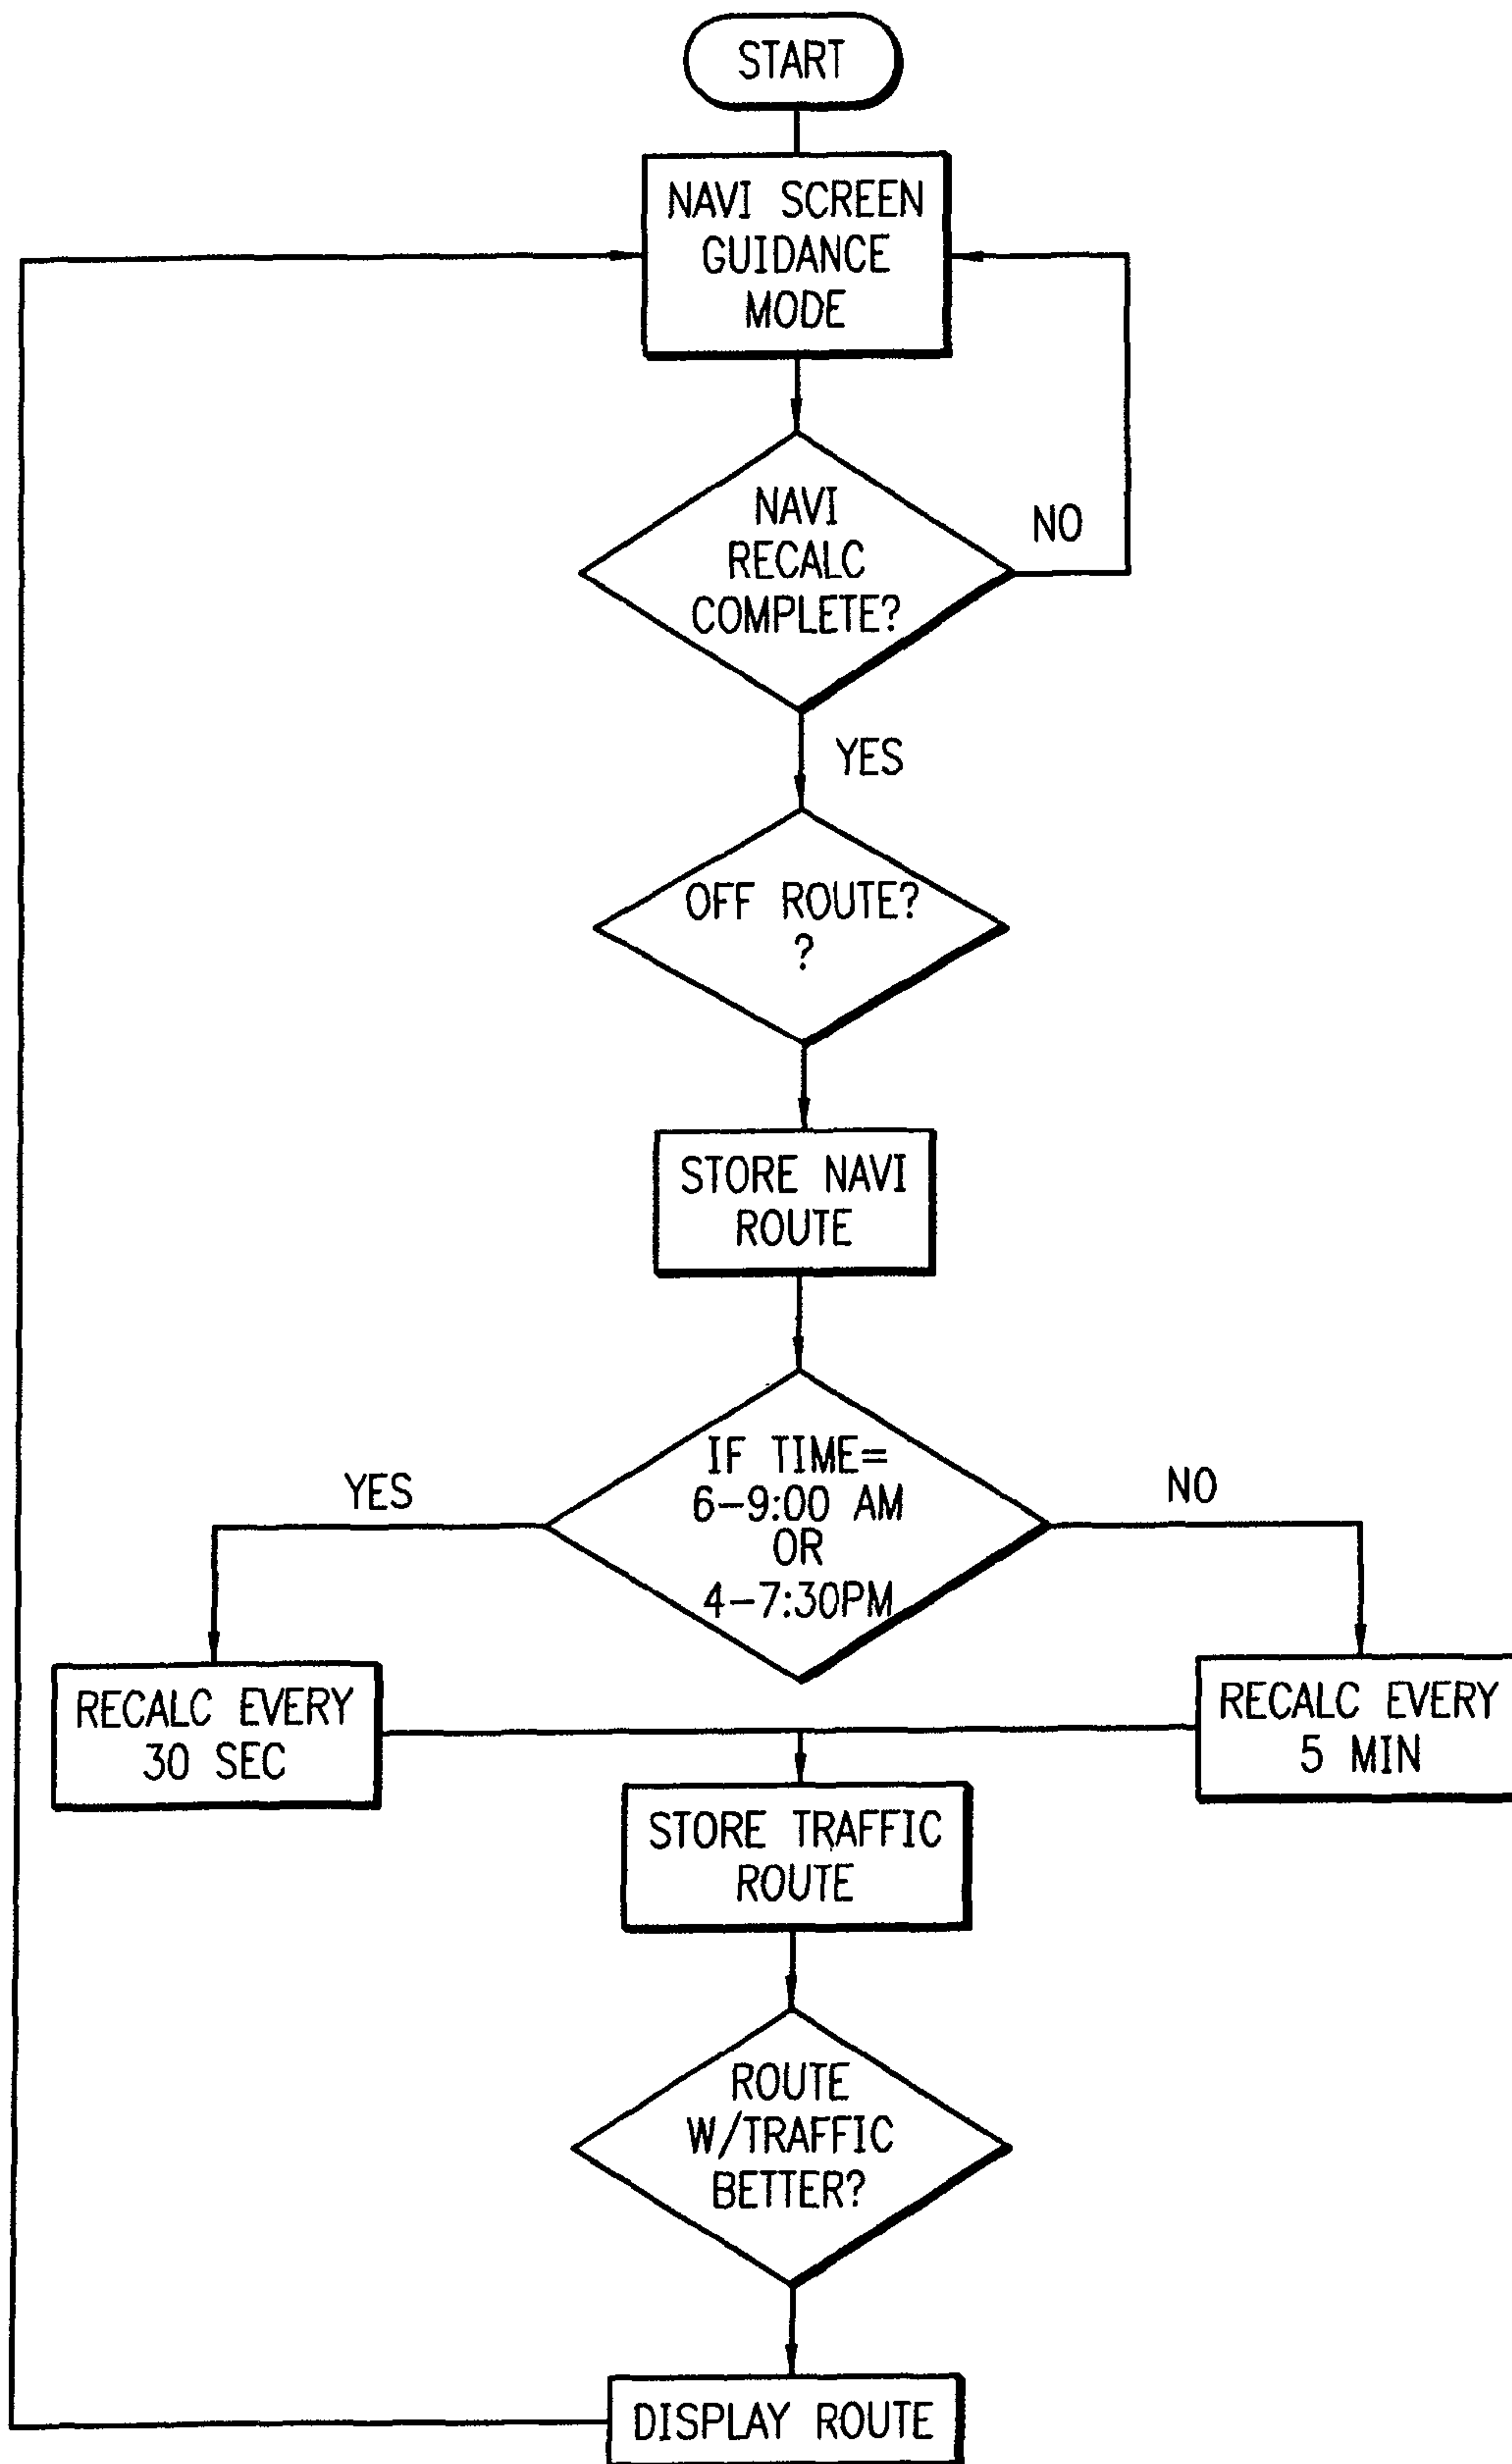 START
NAVI SCREEN
GUIDANCE
MODE
NAVI
RECALC
COMPLETE?
NO
YES
OFF ROUTE?
?
STORE NAVI
ROUTE
IF TIME=
6-9:00 AM
OR
4-7:30PM
YES
NO
RECALC EVERY
30 SEC
RECALC EVERY
5 MIN
STORE TRAFFIC
ROUTE
ROUTE
W/TRAFFIC
BETTER?
DISPLAY ROUTE